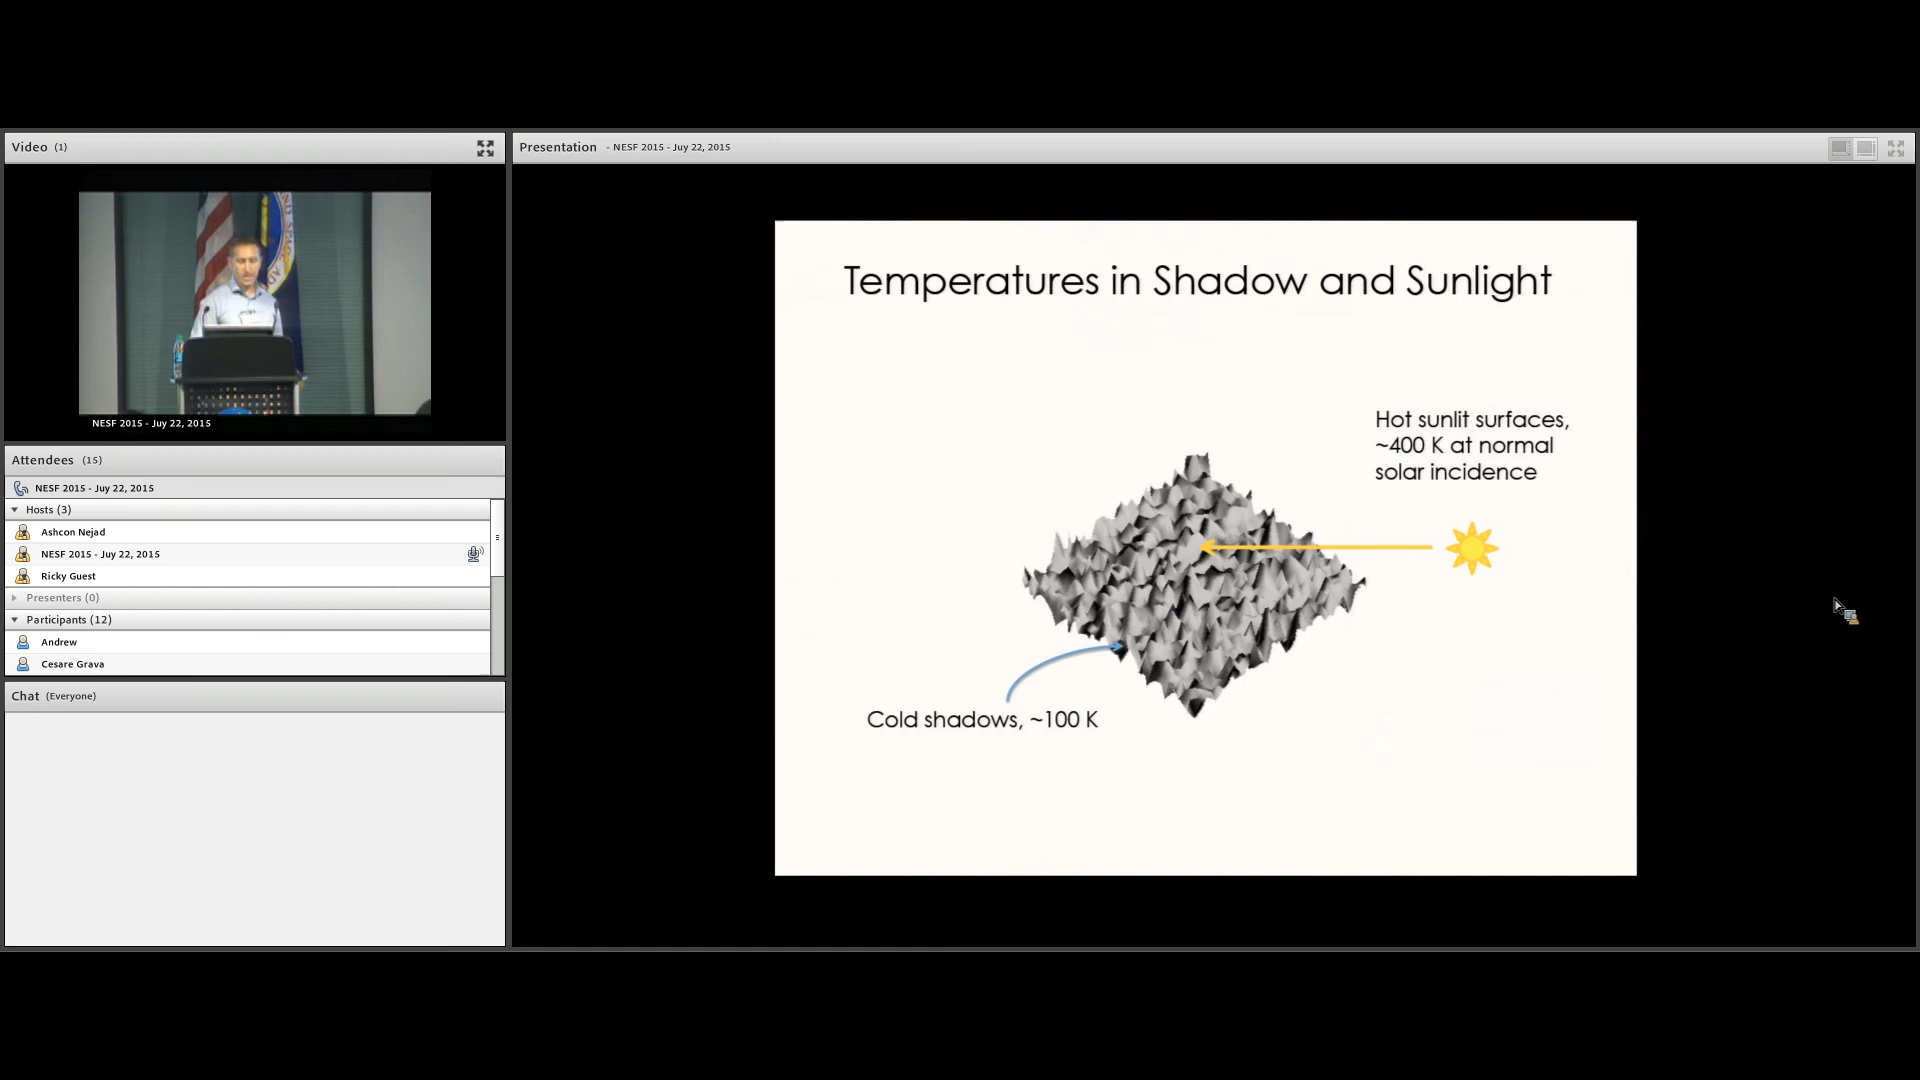 Video (1)
NESF 2015 - Juy 22, 2015
Attendees (15)
NESF 2015 - Juy 22, 2015
Hosts (3)
Ashcon Nejad
NESF 2015 - Juy 22, 2015
Ricky Guest
Presenters (0)
Participants (12)
Andrew
Cesare Grava
Chat (Everyone)
Presentation - NESF 2015 - Juy 22, 2015
Temperatures in Shadow and Sunlight
Hot sunlit surfaces,
~400 K at normal
solar incidence
Cold shadows, ~100 K